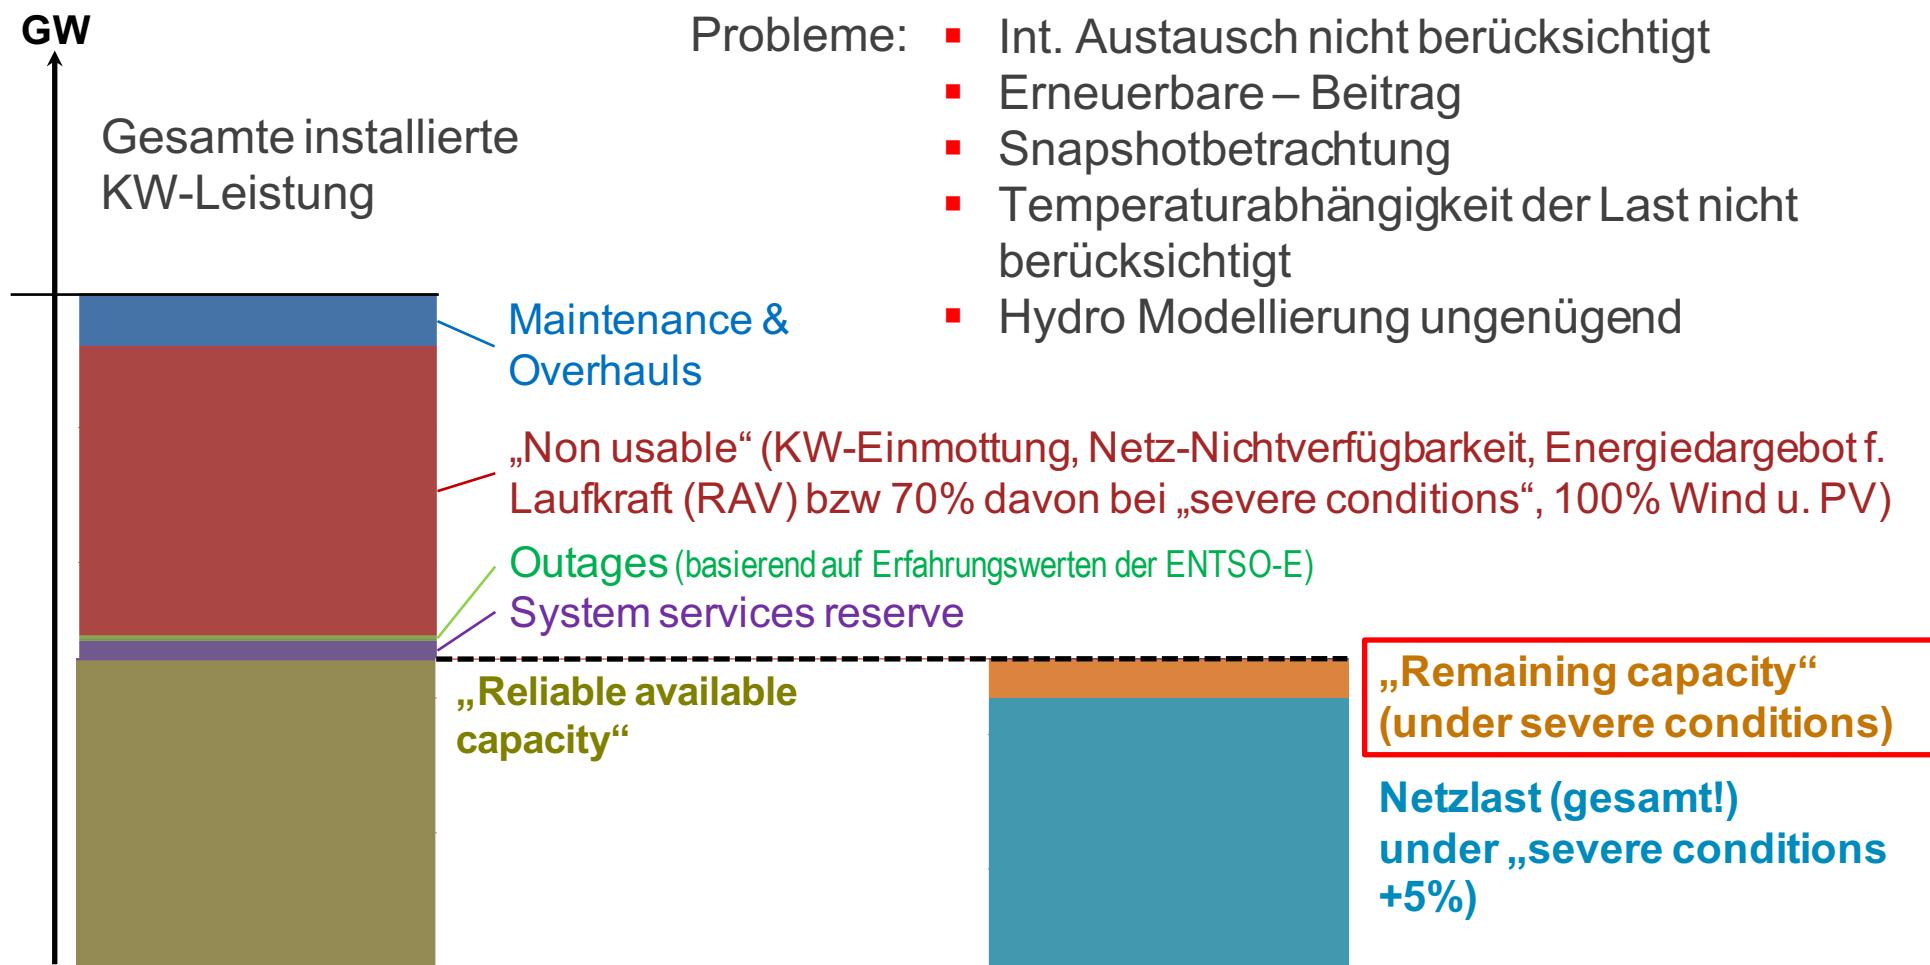 GW
Probleme:
▪ Int. Austausch nicht berücksichtigt
▪ Erneuerbare – Beitrag
▪ Snapshotbetrachtung
▪ Temperaturabhängigkeit der Last nicht
berücksichtigt
▪ Hydro Modellierung ungenügend
Gesamte installierte
KW-Leistung
Maintenance &
Overhauls
„Non usable“ (KW-Einmottung, Netz-Nichtverfügbarkeit, Energiedargebot f.
Laufkraft (RAV) bzw 70% davon bei „severe conditions“, 100% Wind u. PV)
Outages (basierend auf Erfahrungswerten der ENTSO-E)
System services reserve
„Reliable available
capacity“
„Remaining capacity“
(under severe conditions)
Netzlast (gesamt!)
under „severe conditions
+5%)